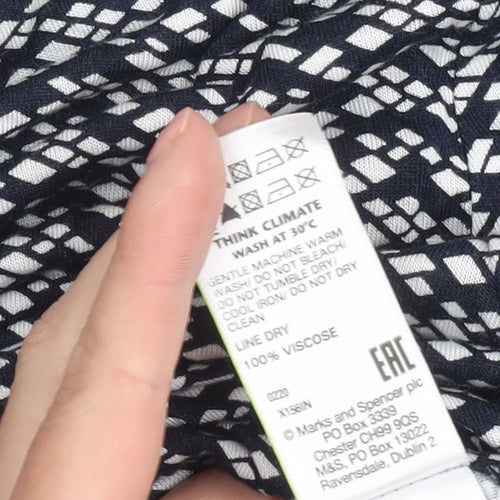 THINK CLIMATE
WASH AT 30°C
GENTLE MACHINE WARM
WASH/ DO NOT BLEACH/
DO NOT TUMBLE DRY/
COOL IRON/ DO NOT DRY
CLEAN
LINE DRY
100% VISCOSE
EAC
0220
X1561N
© Marks and Spencer plc
PO Box 3339
Chester CH99 9QS
M&S, PO Box 13022
Ravensdale, Dublin 2